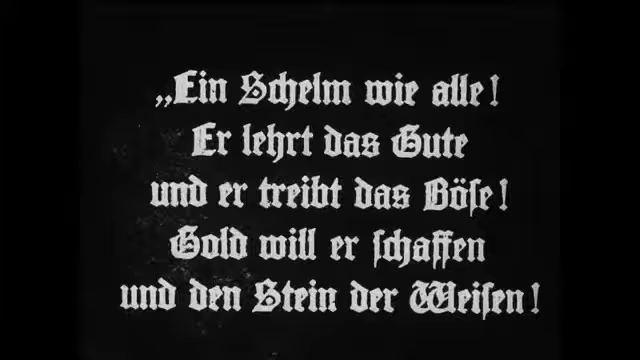 „Ein Schelm wie alle!
Er lehrt das Gute
und er treibt das Böse!
Gold will er schaffen
und den Stein der Weisen!